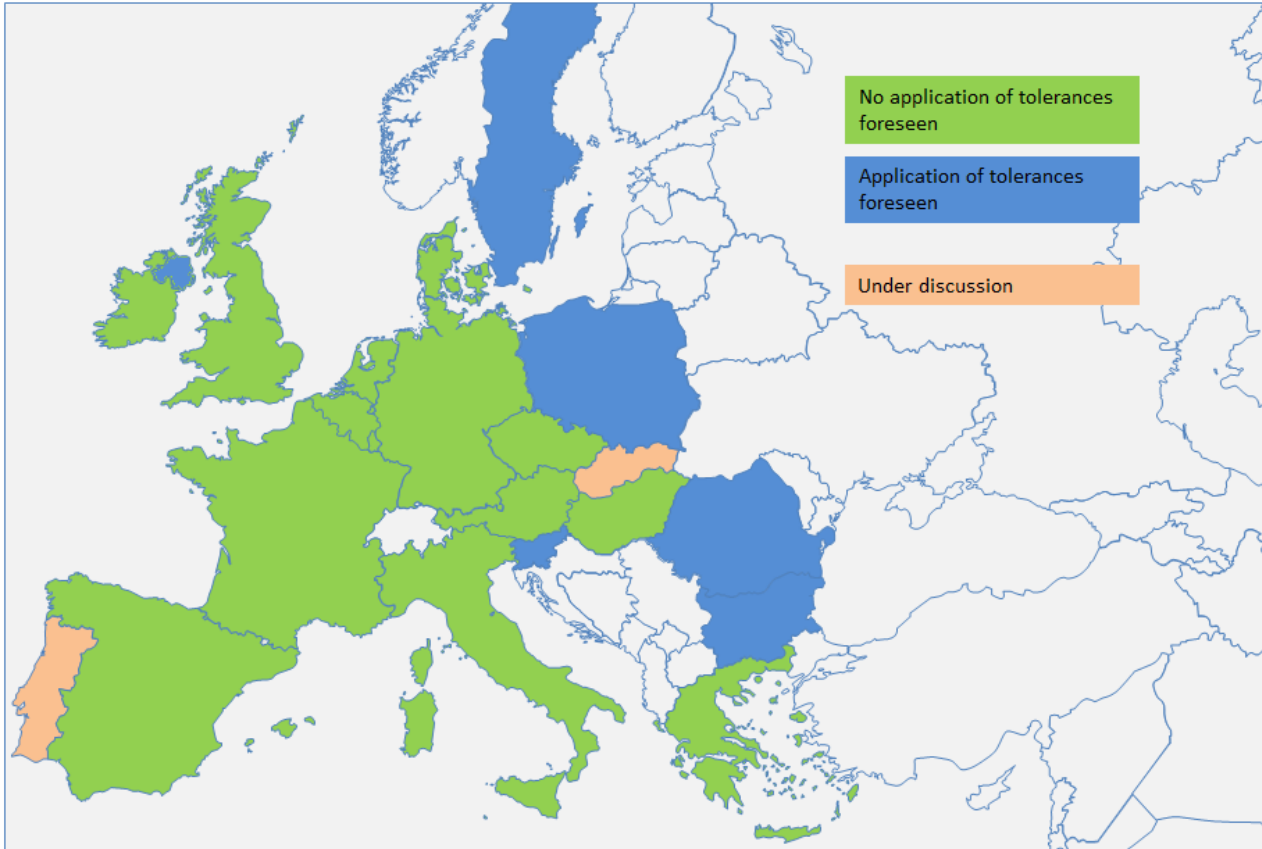 No application of tolerances
foreseen
Application of tolerances
foreseen
Under discussion